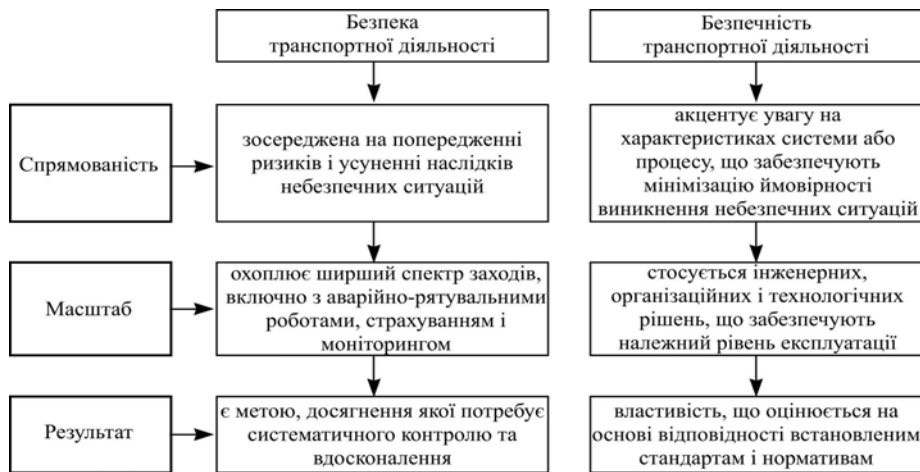 Безпека
транспортної діяльності
Безпечність
транспортної діяльності
Спрямованість
зосереджена на попередженні
ризиків і усуненні наслідків
небезпечних ситуацій
акцентує увагу на
характеристиках системи або
процесу, що забезпечують
мінімізацію ймовірності
виникнення небезпечних ситуацій
Масштаб
охоплює ширший спектр заходів,
включно з аварійно-рятувальними
роботами, страхуванням і
моніторингом
стосується інженерних,
організаційних і технологічних
рішень, що забезпечують
належний рівень експлуатації
Результат
є метою, досягнення якої потребує
систематичного контролю та
вдосконалення
властивість, що оцінюється на
основі відповідності встановленим
стандартам і нормативам